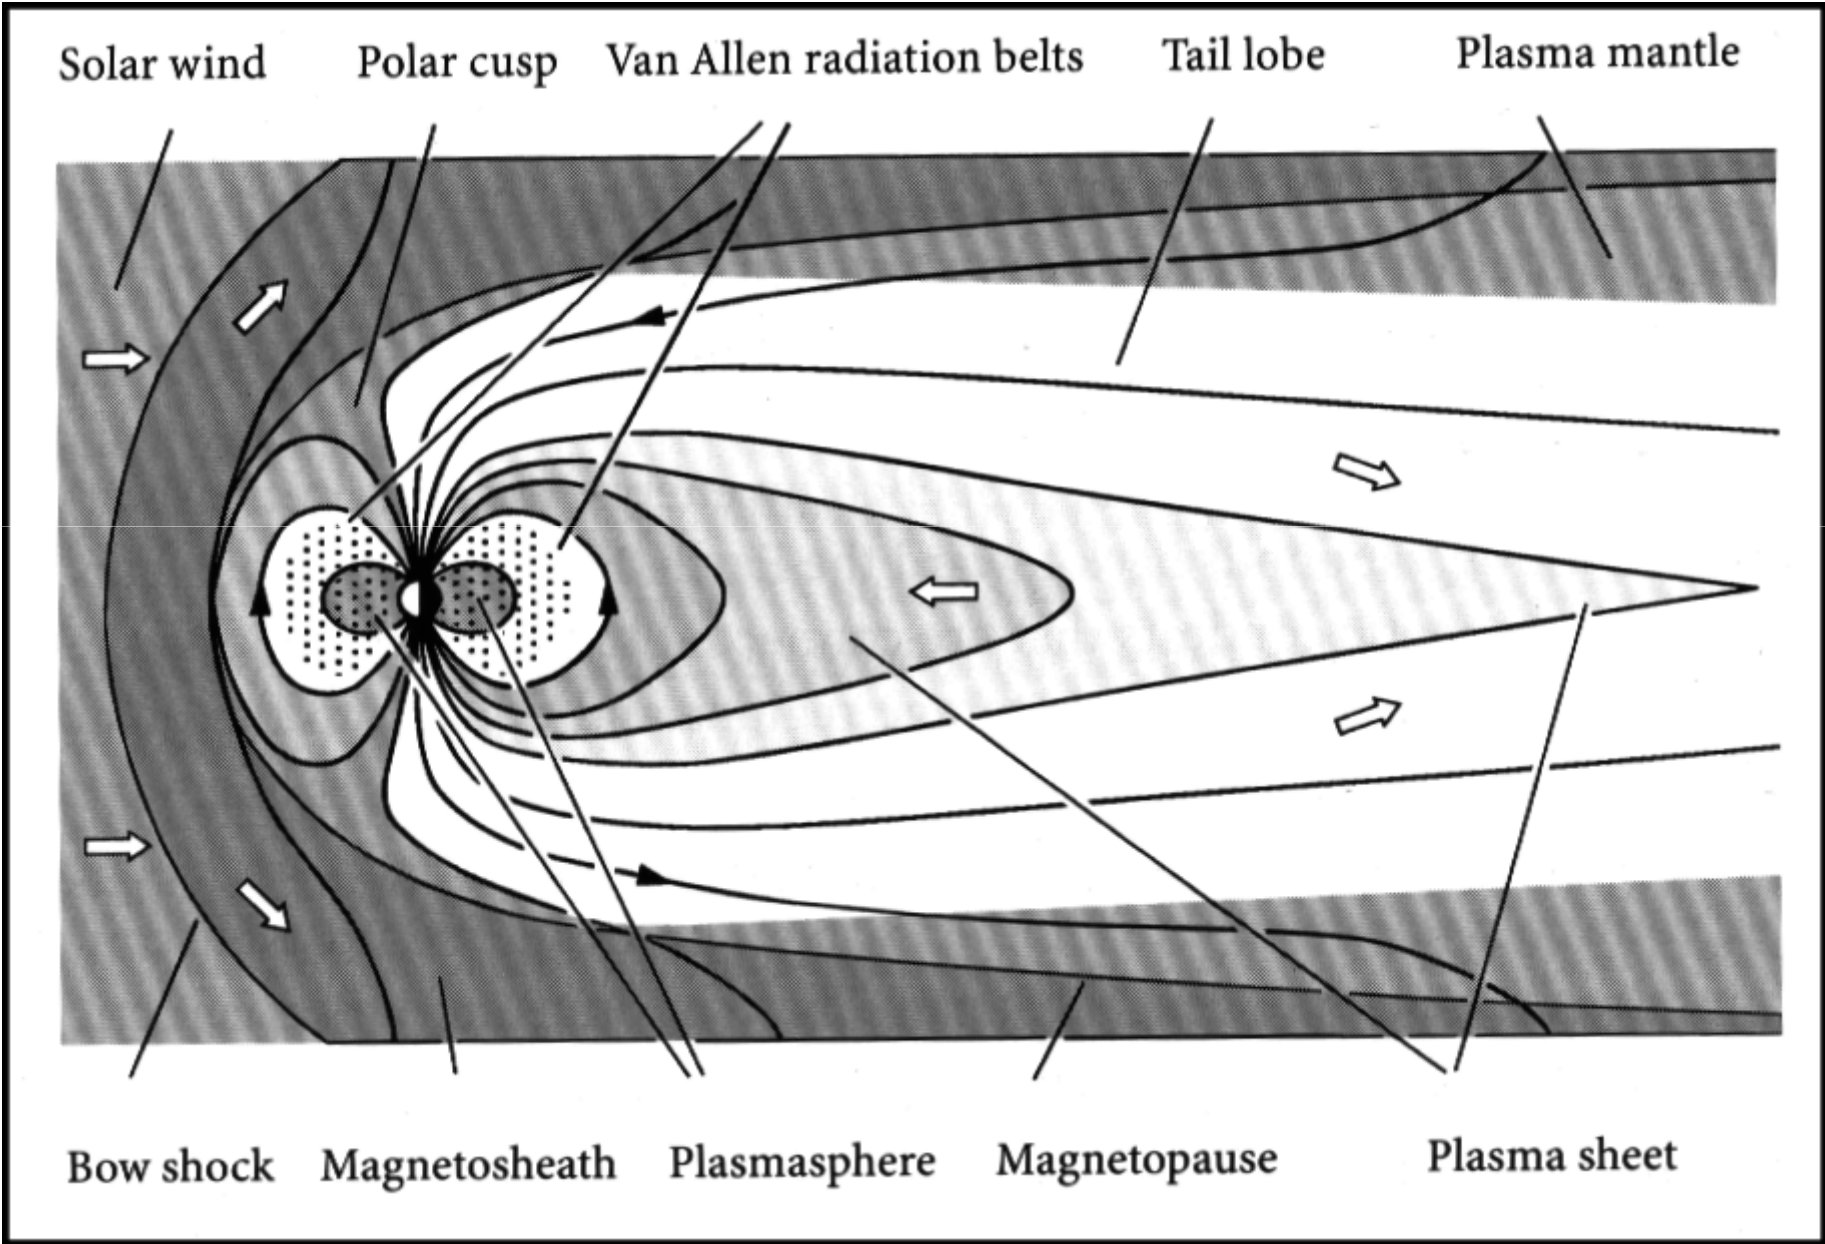 Solar wind
Polar cusp
Van Allen radiation belts
Tail lobe
Plasma mantle
Bow shock
Magnetosheath
Plasmasphere
Magnetopause
Plasma sheet